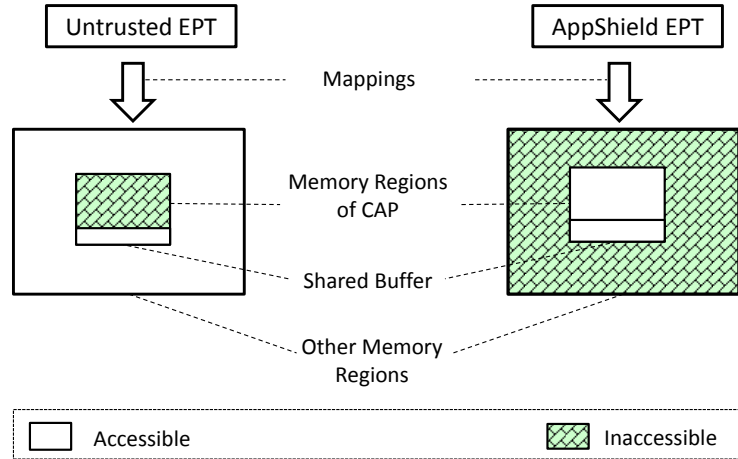 Untrusted EPT
AppShield EPT
Mappings
Memory Regions
of CAP
Shared Buffer
Other Memory
Regions
Accessible
Inaccessible